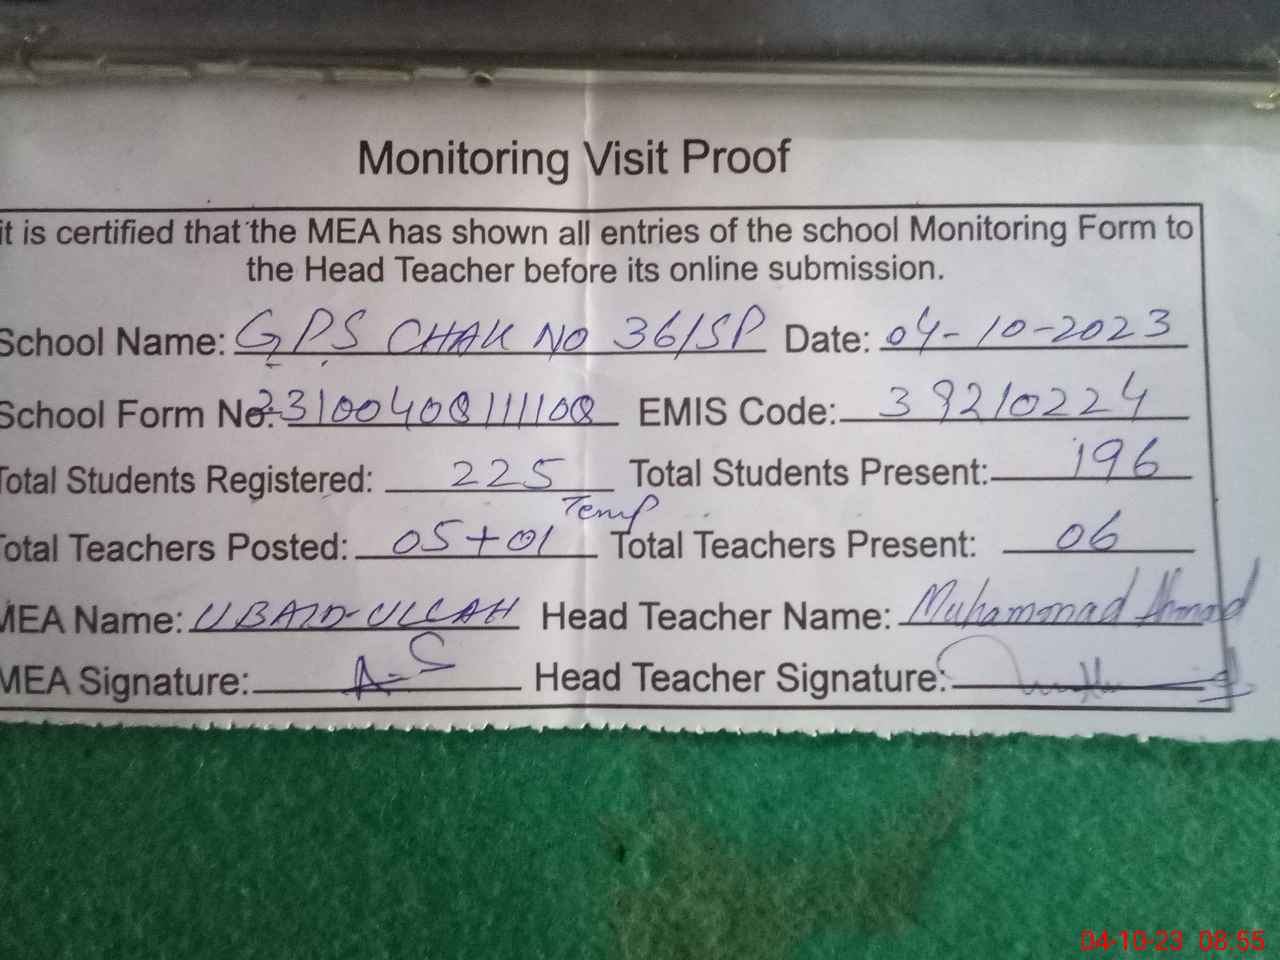 Monitoring Visit Proof
it is certified that the MEA has shown all entries of the school Monitoring Form to
the Head Teacher before its online submission.
School Name: GPS CHAK NO 36/SP Date: 04-10-2023
School Form No: EMIS Code: 39210224
Total Students Registered: 225 Total Students Present: 196
Temp
Total Teachers Posted: 05+01 Total Teachers Present: 06
MEA Name: UBAID-ULLAH Head Teacher Name: Muhammad Ahmad
MEA Signature: Head Teacher Signature:
04-10-23 08:55